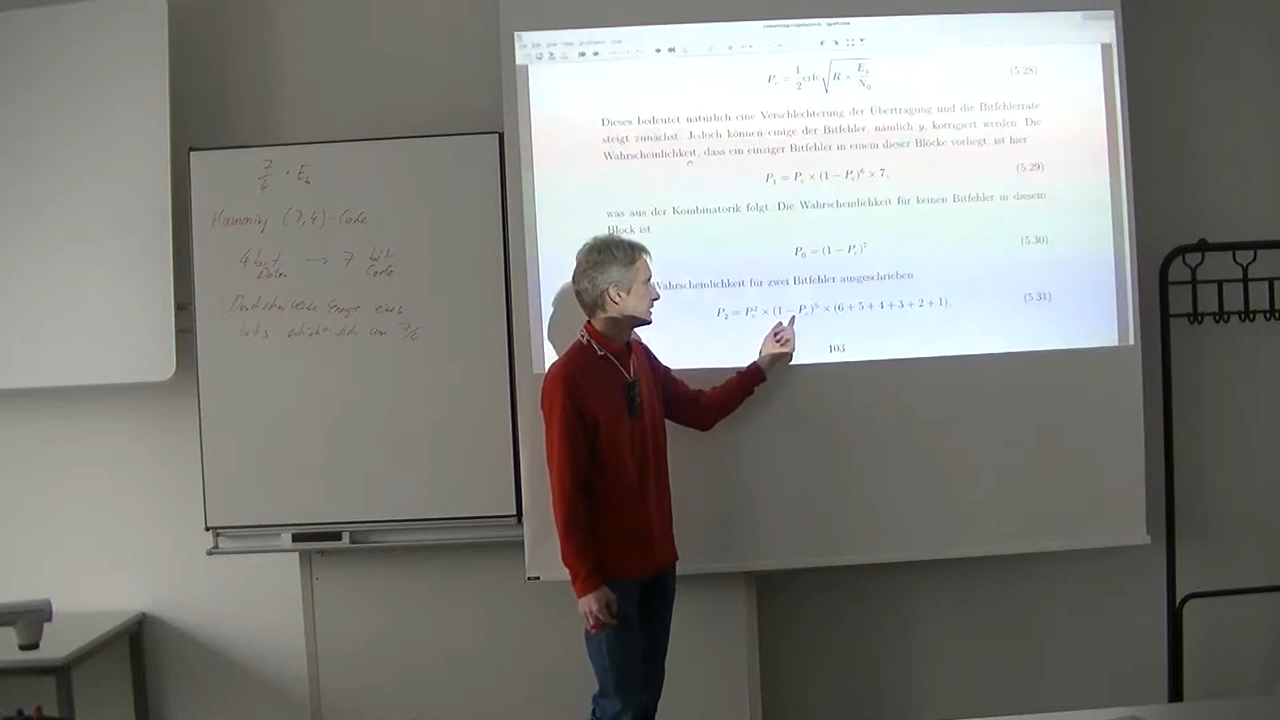 7/4 · E_b
Hamming (7,4)-Code
4 bit → 7 bit
Daten Code
Durchschnittliche Energie eines
bits erhöht sich um 7/4
P_e = 1/2 erfc √(R × E_b/N_0) (5.28)
Dieses bedeutet natürlich eine Verschlechterung der Übertragung und die Bitfehlerrate
steigt zunächst. Jedoch können einige der Bitfehler, nämlich y, korrigiert werden. Die
Wahrscheinlichkeit, dass ein einziger Bitfehler in einem dieser Blöcke vorliegt, ist hier
P_1 = P_e × (1 − P_e)^6 × 7, (5.29)
was aus der Kombinatorik folgt. Die Wahrscheinlichkeit für keinen Bitfehler in diesem
Block ist
P_0 = (1 − P_e)^7 (5.30)
Wahrscheinlichkeit für zwei Bitfehler ausgeschrieben
P_2 = P_e^2 × (1 − P_e)^5 × (6 + 5 + 4 + 3 + 2 + 1). (5.31)
103